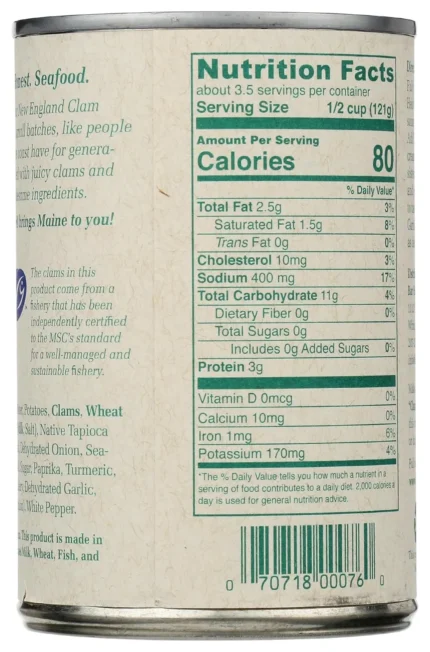 Seafood.
New England Clam
batches, like people
must have for genera-
with juicy clams and
ingredients.
brings Maine to you!
The clams in this
product come from a
fishery that has been
independently certified
to the MSC's standard
for a well-managed and
sustainable fishery.
Potatoes, Clams, Wheat
Salt), Native Tapioca
Dehydrated Onion, Sea-
Paprika, Turmeric,
Dehydrated Garlic,
White Pepper.
This product is made in
Milk, Wheat, Fish, and
Nutrition Facts
about 3.5 servings per container
Serving Size 1/2 cup (121g)
Amount Per Serving
Calories 80
% Daily Value*
Total Fat 2.5g 3%
Saturated Fat 1.5g 8%
Trans Fat 0g 0%
Cholesterol 10mg 3%
Sodium 400 mg 17%
Total Carbohydrate 11g 4%
Dietary Fiber 0g 0%
Total Sugars 0g
Includes 0g Added Sugars 0%
Protein 3g
Vitamin D 0mcg 0%
Calcium 10mg 0%
Iron 1mg 6%
Potassium 170mg 4%
*The % Daily Value tells you how much a nutrient in a
serving of food contributes to a daily diet. 2,000 calories a
day is used for general nutrition advice.
0 70718 00076 0